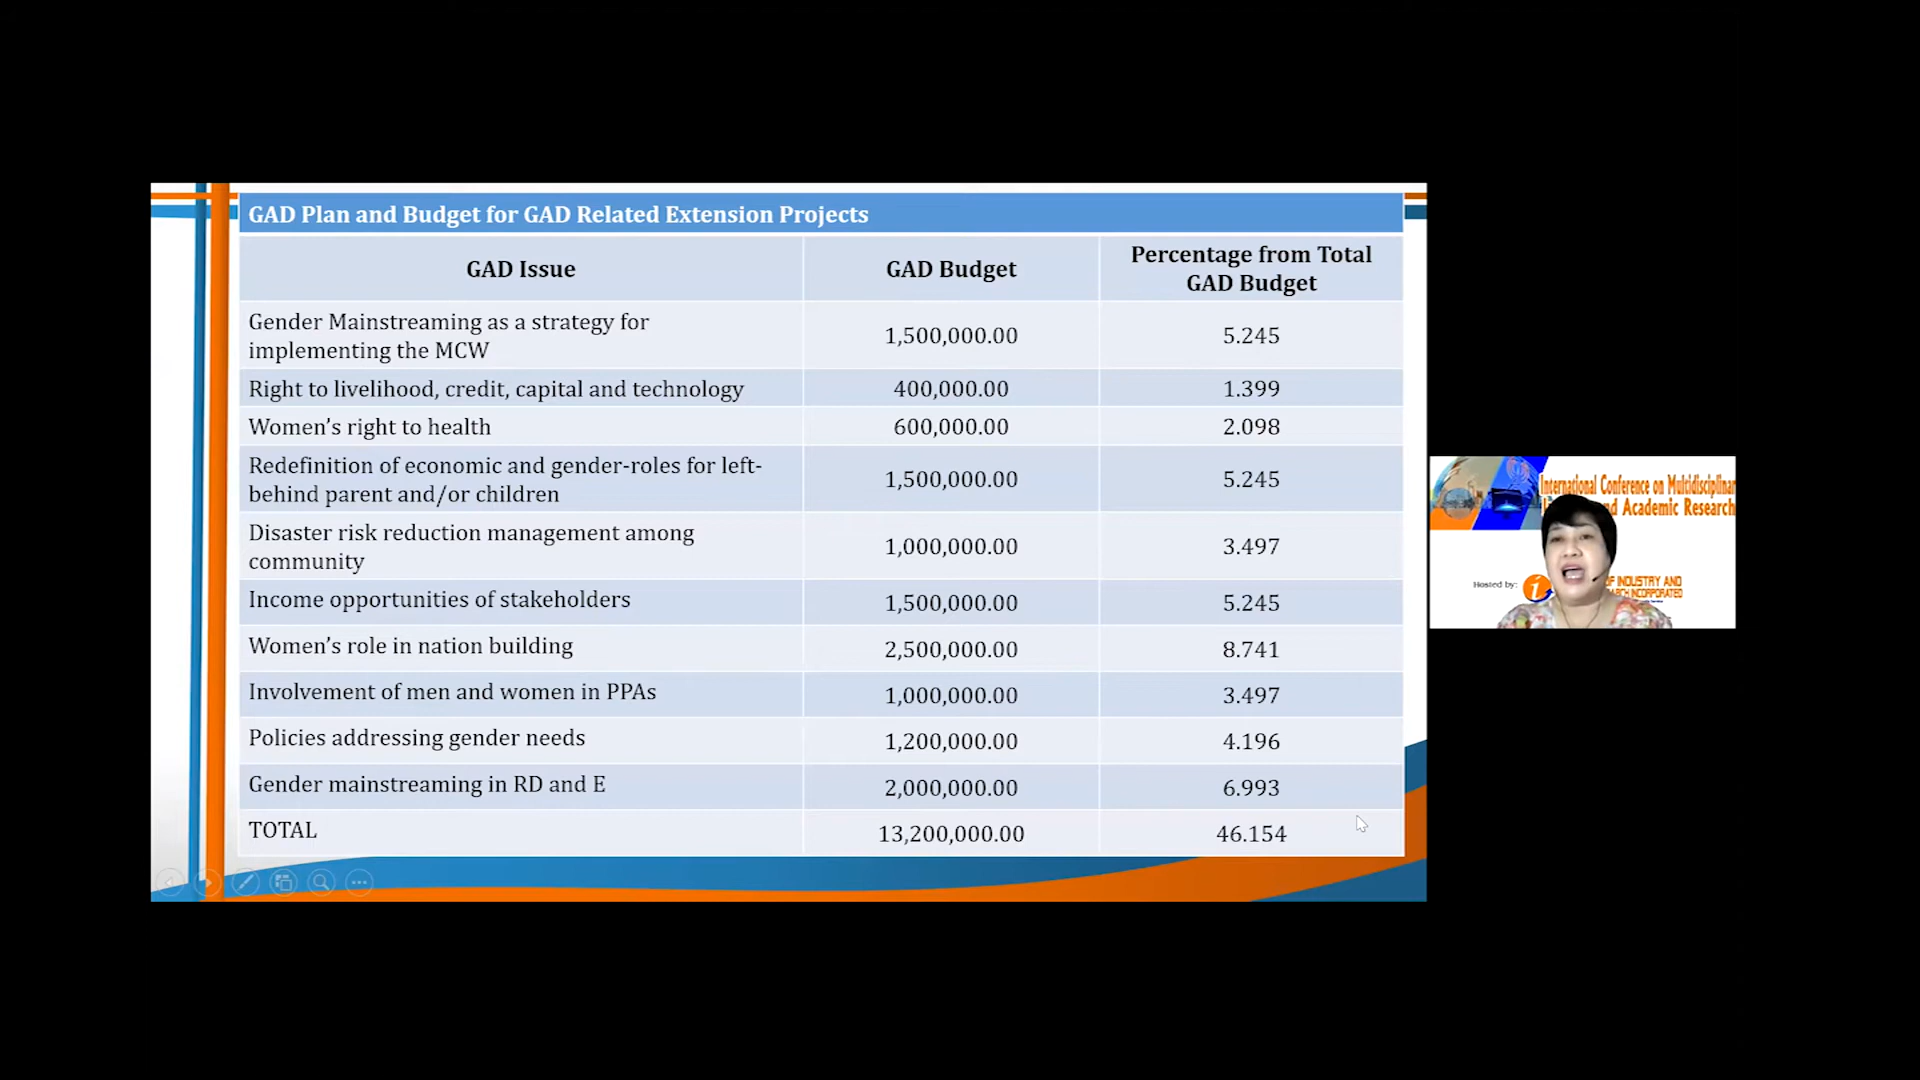 GAD Plan and Budget for GAD Related Extension Projects
GAD Issue
GAD Budget
Percentage from Total
GAD Budget
Gender Mainstreaming as a strategy for
implementing the MCW
1,500,000.00
5.245
Right to livelihood, credit, capital and technology
400,000.00
1.399
Women’s right to health
600,000.00
2.098
Redefinition of economic and gender-roles for left-
behind parent and/or children
1,500,000.00
5.245
Disaster risk reduction management among
community
1,000,000.00
3.497
Income opportunities of stakeholders
1,500,000.00
5.245
Women’s role in nation building
2,500,000.00
8.741
Involvement of men and women in PPAs
1,000,000.00
3.497
Policies addressing gender needs
1,200,000.00
4.196
Gender mainstreaming in RD and E
2,000,000.00
6.993
TOTAL
13,200,000.00
46.154
International Conference on Multidisciplinar
nd Academic Research
Hosted by:
OF INDUSTRY AND
RCH INCORPORATED